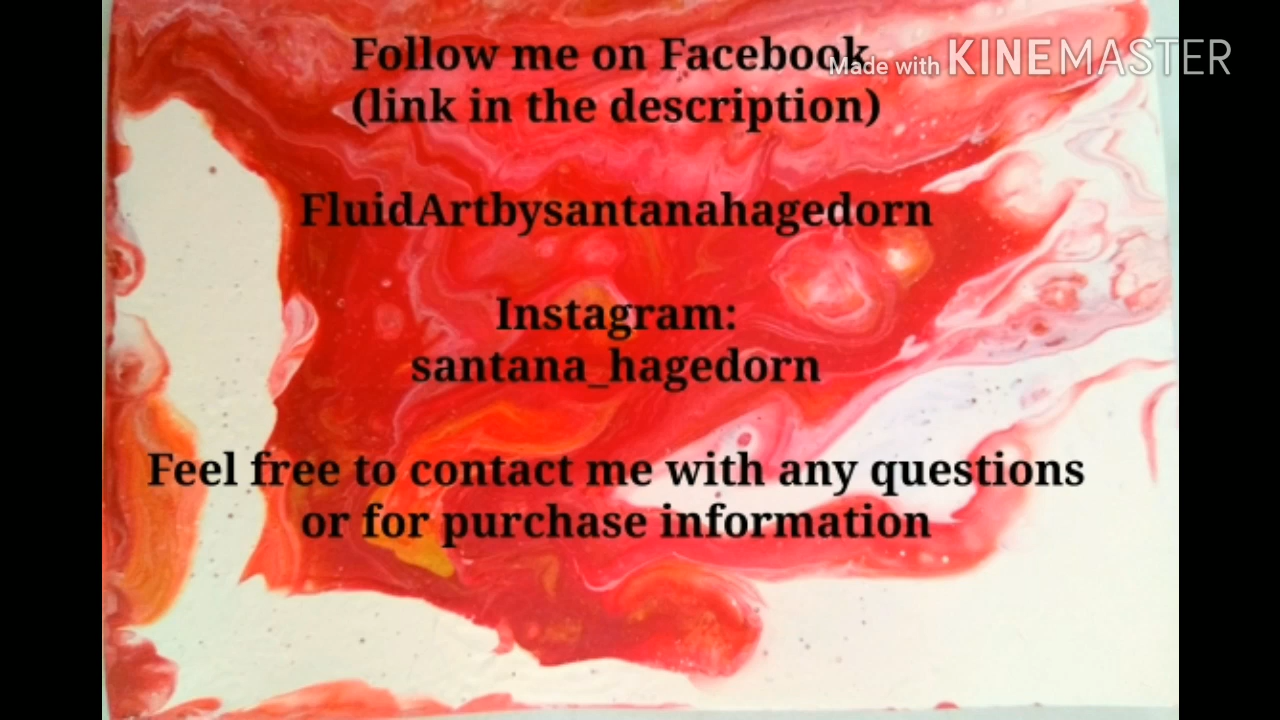 Follow me on Facebook
Made with KINEMASTER
(link in the description)
FluidArtbysantanahagedorn
Instagram:
santana_hagedorn
Feel free to contact me with any questions
or for purchase information